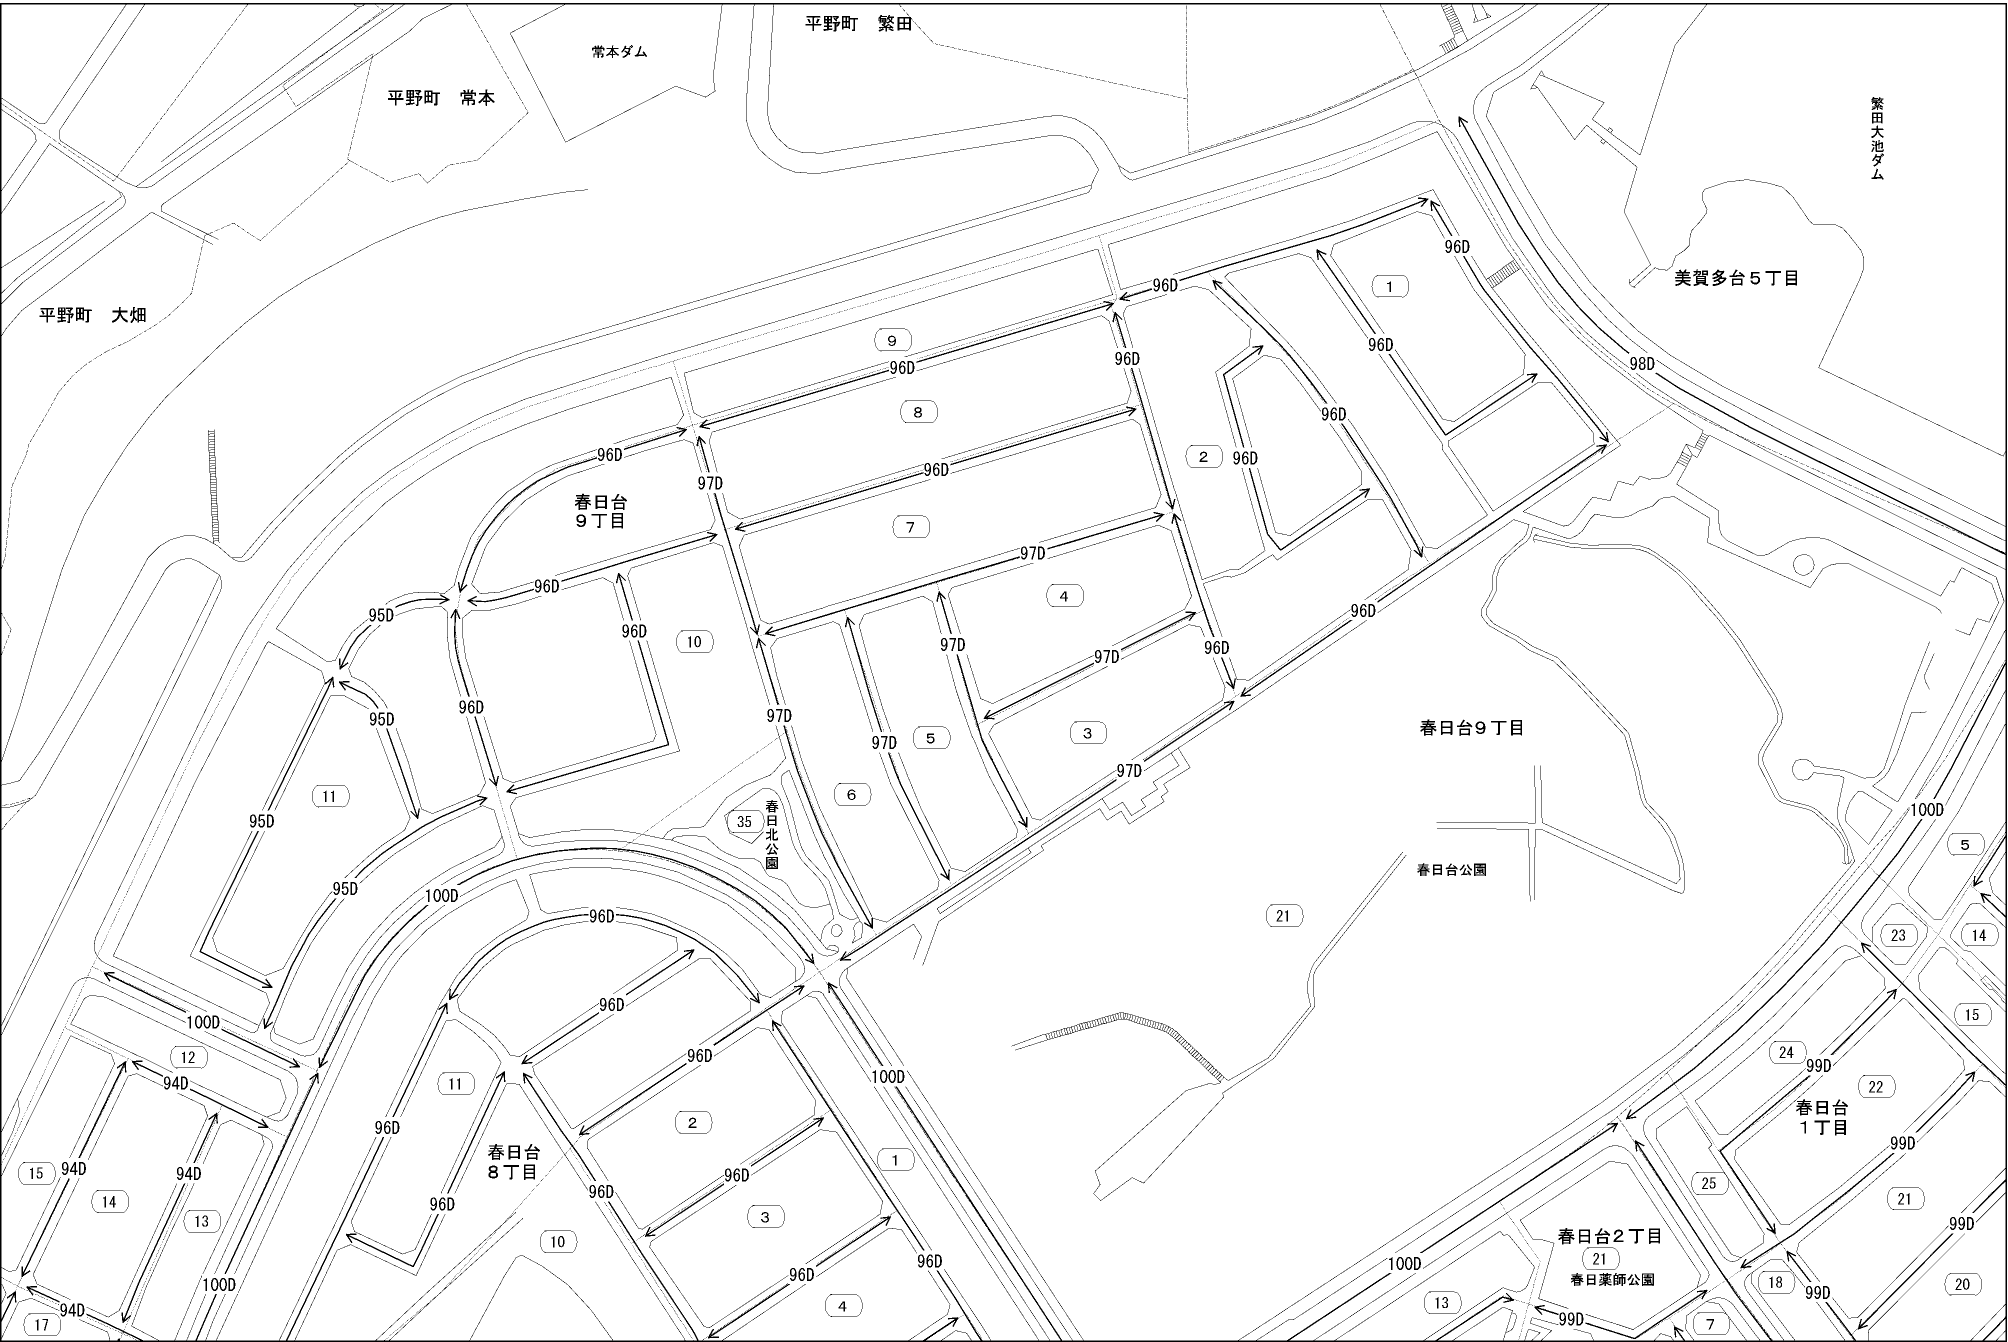 平野町　繁田
常本ダム
平野町　常本
繁田大池ダム
96D
美賀多台５丁目
96D
1
平野町　大畑
9
96D
96D
96D
98D
96D
8
96D
96D
2
96D
96D
96D
97D
春日台
９丁目
7
97D
96D
4
96D
95D
96D
10
97D
96D
97D
3
春日台９丁目
95D
96D
97D
97D
5
97D
11
6
35
春日北公園
95D
100D
5
春日台公園
95D
100D
96D
21
23
14
96D
15
100D
12
96D
24
99D
94D
11
100D
22
春日台
１丁目
2
96D
春日台
８丁目
99D
1
15
94D
94D
96D
25
14
96D
96D
21
13
3
99D
10
春日台２丁目
21
春日薬師公園
96D
100D
96D
18
20
99D
100D
13
4
94D
17
99D
7